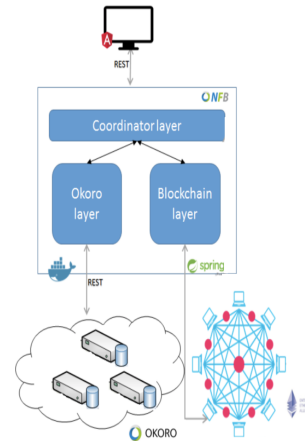 A
REST
NFB
Coordinator layer
Okoro
layer
Blockchain
layer
spring
REST
OKORO